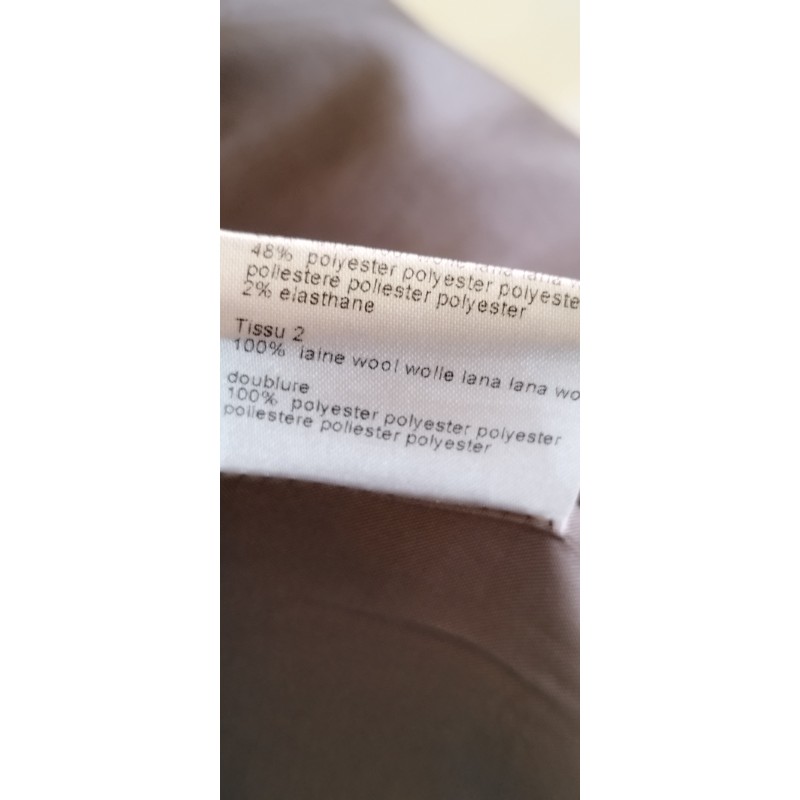 48% polyester polyester polyeste
poliestere poliester polyester
2% elasthane
Tissu 2
100% laine wool wolle lana lana wo
doublure
100% polyester polyester polyester
poliestere poliester polyester